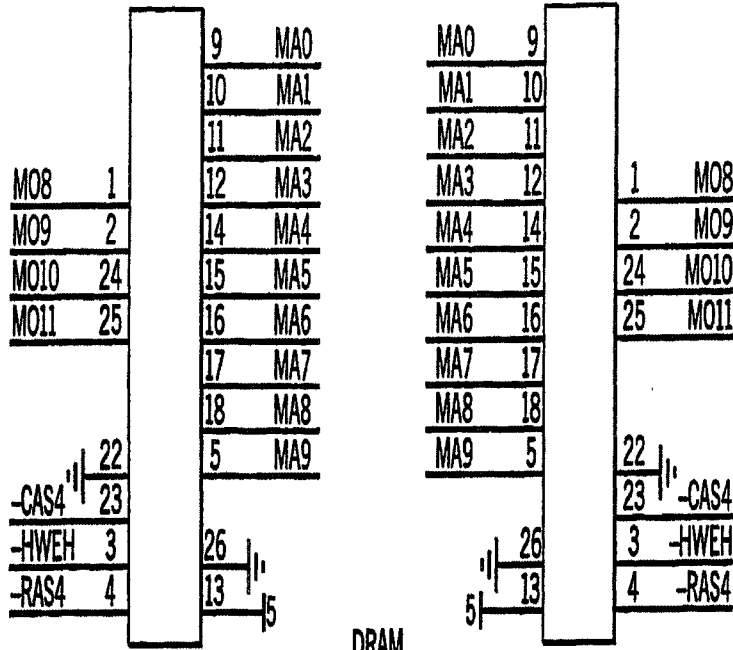 9 MA0 MA0 9
10 MA1 MA1 10
11 MA2 MA2 11
MO8 1 12 MA3 MA3 12 1 MO8
MO9 2 14 MA4 MA4 14 2 MO9
MO10 24 15 MA5 MA5 15 24 MO10
MO11 25 16 MA6 MA6 16 25 MO11
17 MA7 MA7 17
18 MA8 MA8 18
22 5 MA9 MA9 5 22
-CAS4 23 23 -CAS4
-HWEH 3 26 26 3 -HWEH
-RAS4 4 13 13 4 -RAS4
5 5
DRAM